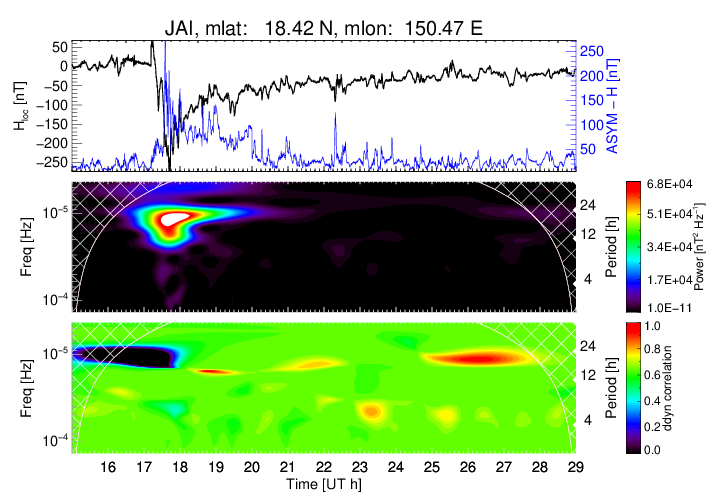 JAI, mlat: 18.42 N, mlon: 150.47 E
50
0
−50
−100
−150
−200
−250
Hloc [nT]
250
200
150
100
50
ASYM − H [nT]
10⁻⁵
10⁻⁴
Freq [Hz]
24
12
4
Period [h]
6.8E+04
5.1E+04
3.4E+04
1.7E+04
1.0E−11
Power [nT² Hz⁻¹]
10⁻⁵
10⁻⁴
Freq [Hz]
24
12
4
Period [h]
1.0
0.8
0.6
0.4
0.2
0.0
ddyn correlation
16 17 18 19 20 21 22 23 24 25 26 27 28 29
Time [UT h]